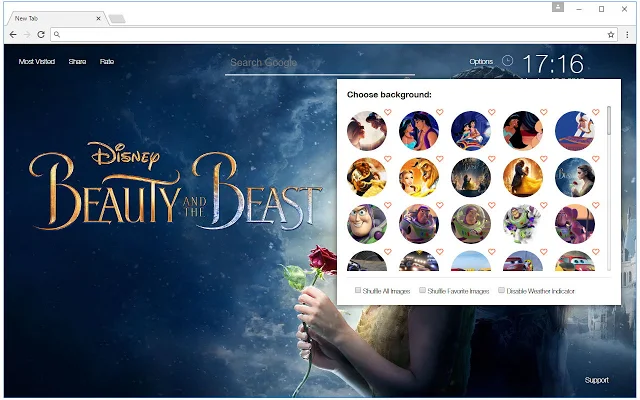 New Tab
Most Visited Share Rate
Search Google
Options 17:16
Choose background:
DISNEY
BEAUTY AND THE BEAST
Shuffle All Images Shuffle Favorite Images Disable Weather Indicator
Support